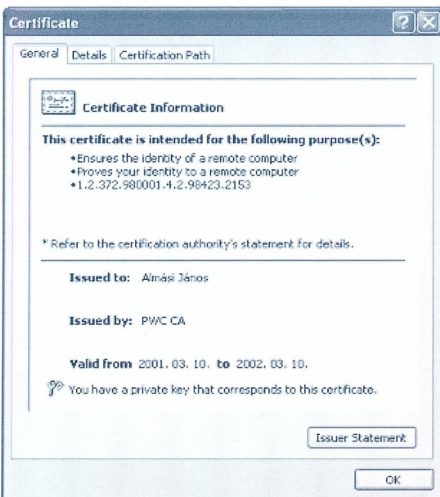 Certificate
General Details Certification Path
Certificate Information
This certificate is intended for the following purpose(s):
•Ensures the identity of a remote computer
•Proves your identity to a remote computer
•1.2.372.980001.4.2.98423.2153
* Refer to the certification authority's statement for details.
Issued to: Almási János
Issued by: PWC CA
Valid from 2001. 03. 10. to 2002. 03. 10.
You have a private key that corresponds to this certificate.
Issuer Statement
OK